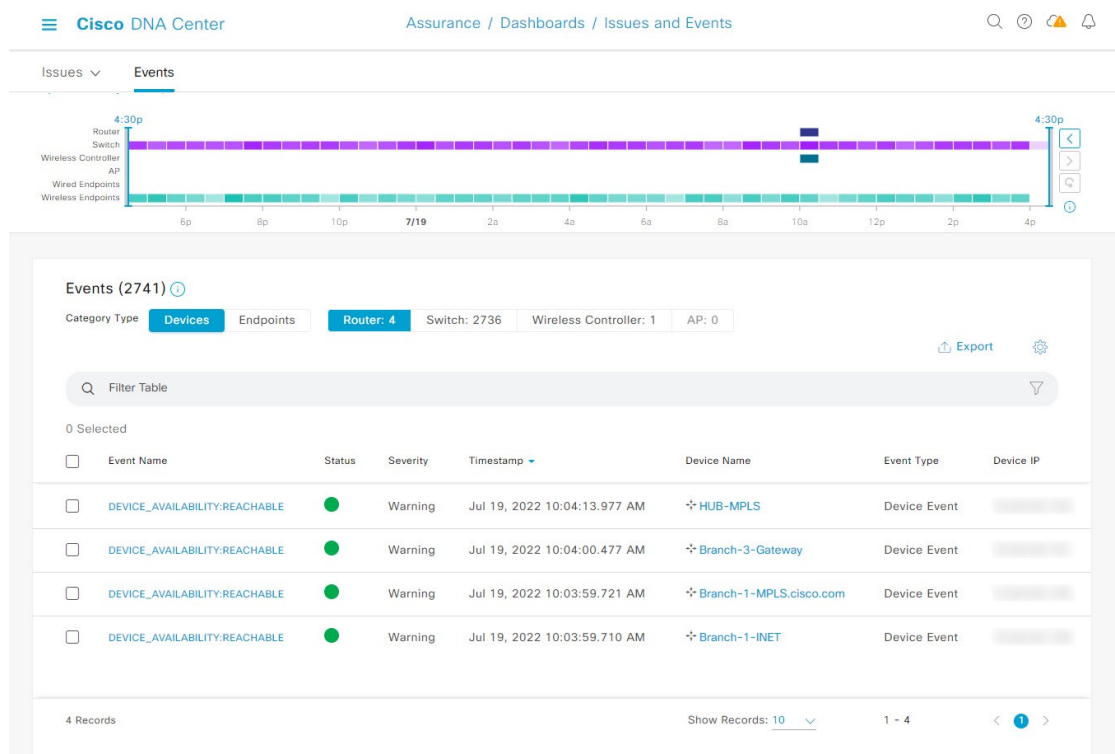 Cisco DNA Center
Assurance / Dashboards / Issues and Events
Issues
Events
4:30p
4:30p
Router
Switch
Wireless Controller
AP
Wired Endpoints
Wireless Endpoints
6p 8p 10p 7/19 2a 4a 6a 8a 10a 12p 2p 4p
Events (2741)
Category Type Devices Endpoints Router: 4 Switch: 2736 Wireless Controller: 1 AP: 0
Export
Filter Table
0 Selected
Event Name Status Severity Timestamp Device Name Event Type Device IP
DEVICE_AVAILABILITY:REACHABLE Warning Jul 19, 2022 10:04:13.977 AM HUB-MPLS Device Event
DEVICE_AVAILABILITY:REACHABLE Warning Jul 19, 2022 10:04:00.477 AM Branch-3-Gateway Device Event
DEVICE_AVAILABILITY:REACHABLE Warning Jul 19, 2022 10:03:59.721 AM Branch-1-MPLS.cisco.com Device Event
DEVICE_AVAILABILITY:REACHABLE Warning Jul 19, 2022 10:03:59.710 AM Branch-1-INET Device Event
4 Records Show Records: 10 1 - 4 1